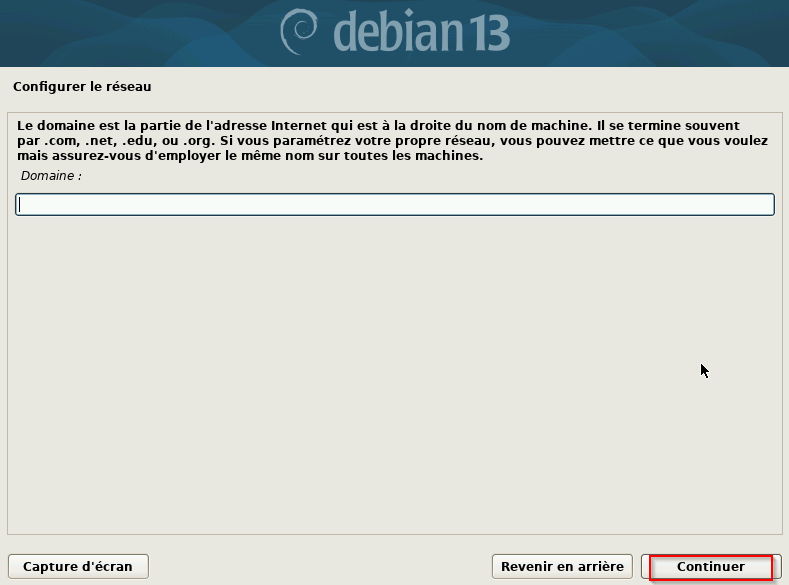 debian 13
Configurer le réseau
Le domaine est la partie de l'adresse Internet qui est à la droite du nom de machine. Il se termine souvent
par .com, .net, .edu, ou .org. Si vous paramétrez votre propre réseau, vous pouvez mettre ce que vous voulez
mais assurez-vous d'employer le même nom sur toutes les machines.
Domaine :
Capture d'écran
Revenir en arrière
Continuer